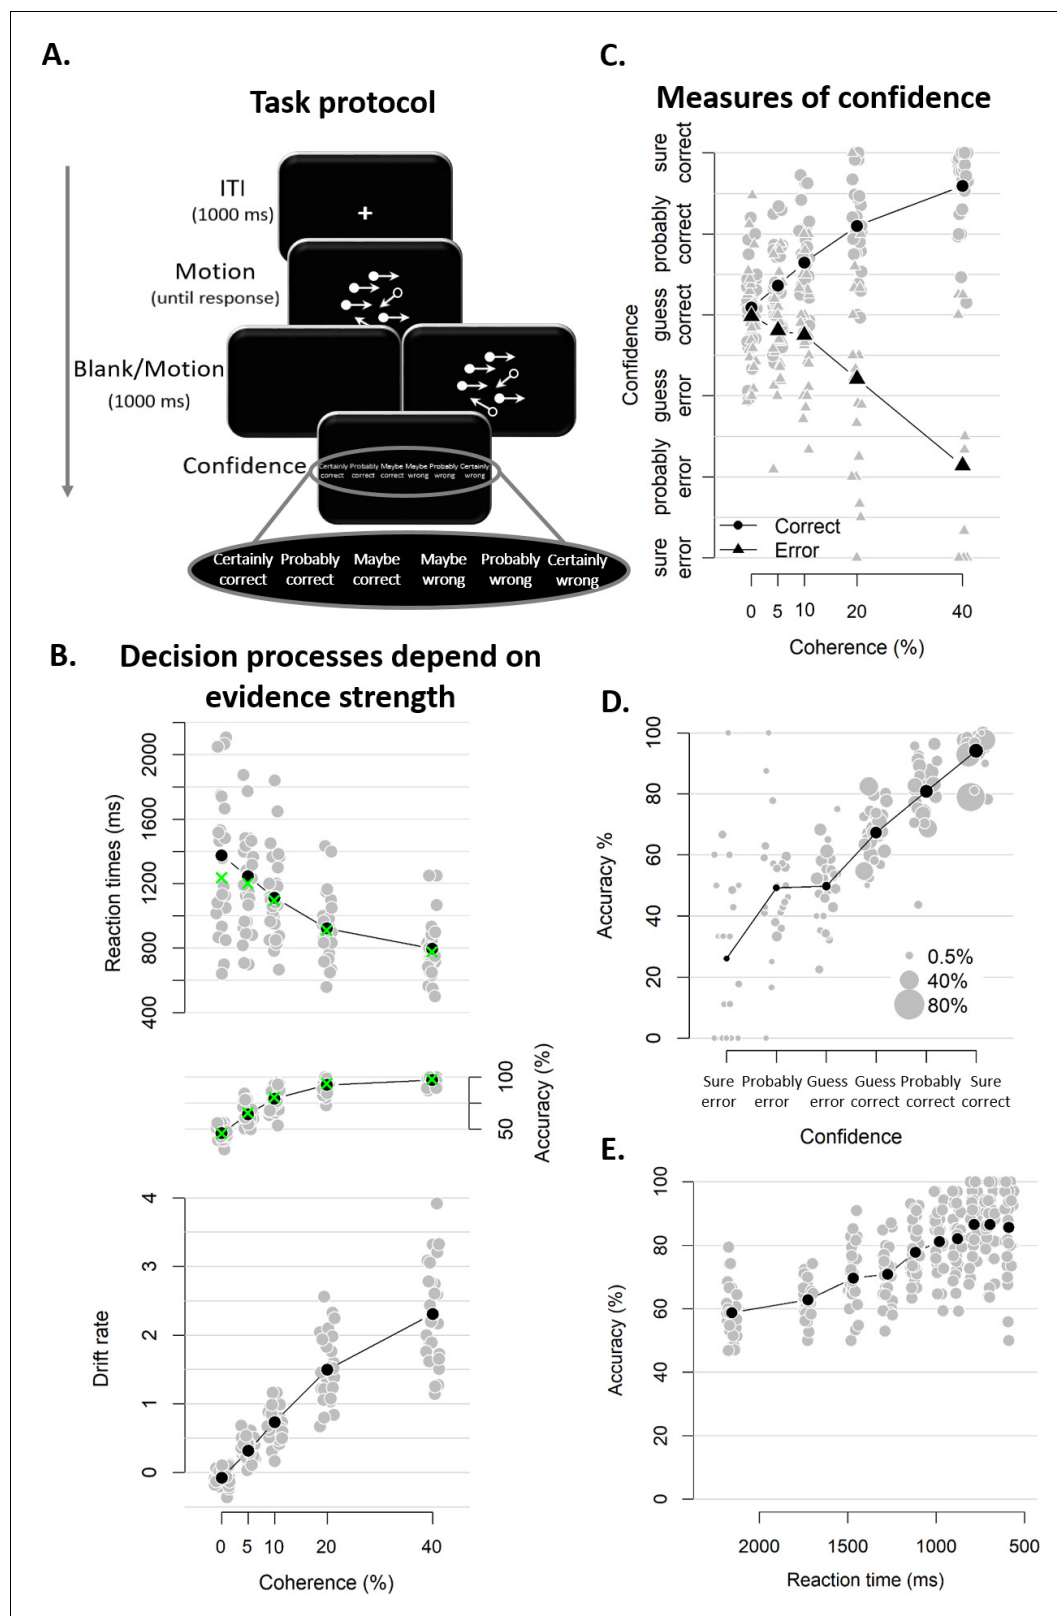 A.
Task protocol
ITI
(1000 ms)
+
Motion
(until response)
Blank/Motion
(1000 ms)
Confidence
Certainly Probably Maybe Maybe Probably Certainly
correct correct correct wrong wrong wrong
Certainly Probably Maybe Maybe Probably Certainly
correct correct correct wrong wrong wrong
B. Decision processes depend on
evidence strength
Reaction times (ms)
2000
1600
1200
800
400
Accuracy (%)
100
50
Drift rate
4
3
2
1
0
0 5 10 20 40
Coherence (%)
C.
Measures of confidence
Confidence
sure
correct
probably
correct
guess
correct
guess
error
probably
error
sure
error
Correct
Error
0 5 10 20 40
Coherence (%)
D.
Accuracy %
100
80
60
40
20
0
0.5%
40%
80%
Sure Probably Guess Guess Probably Sure
error error error correct correct correct
Confidence
E.
Accuracy (%)
100
80
60
40
20
0
2000 1500 1000 500
Reaction time (ms)